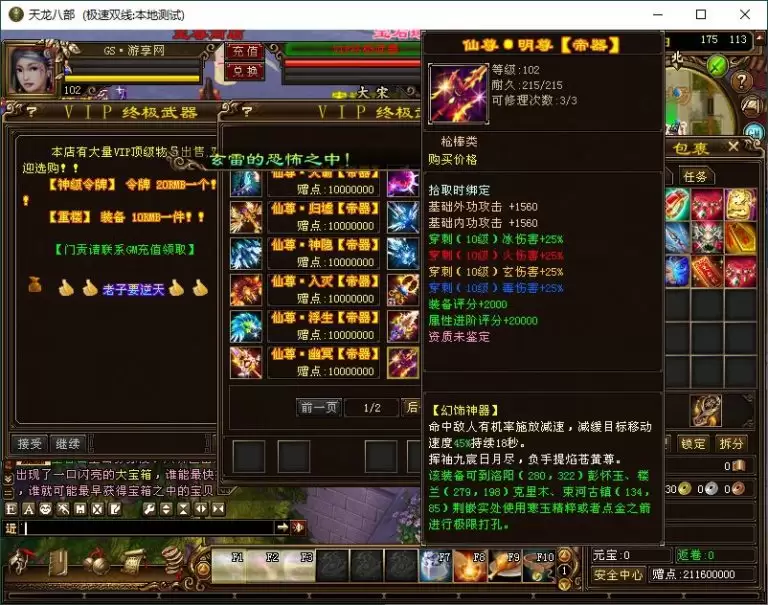 天龙八部 (极速双线:本地测试)
GS·游享网
102
充值
兑换
大宋
175 113
北
VIP 终极武器
本店有大量VIP顶级物
出售,
迎选购!!
【神级令牌】 令牌 20RMB一个!
!
【重楼】 装备 10RMB一件!!
【门贡请联系GM充值领取】
老子要逆天
接受
继续
VIP 终极武
玄雷的恐怖之中!
赠点:10000000
仙尊·归墟【帝器】
赠点:10000000
仙尊·神隐【帝器】
赠点:10000000
仙尊·入灭【帝器】
赠点:10000000
仙尊·浮生【帝器】
赠点:10000000
仙尊·幽冥【帝器】
赠点:10000000
前一页
1/2
后
仙尊●明尊【帝器】
等级:102
耐久:215/215
可修理次数:3/3
枪棒类
购买价格
拾取时绑定
基础外功攻击 +1560
基础内功攻击 +1560
穿刺(10级)冰伤害+25%
穿刺(10级)火伤害+25%
穿刺(10级)玄伤害+25%
穿刺(10级)毒伤害+25%
装备评分+2000
属性进阶评分+20000
资质未鉴定
【幻饰神器】
命中敌人有机率施放减速,减缓目标移动
速度45%持续18秒。
挥袖九宸日月尽,负手提焰苍黄尊。
该装备可到洛阳(280,322)彭怀玉、楼
兰(279,198)克里木、束河古镇(134,
85)荆嵌实处使用寒玉精粹或者点金之箭
进行极限打孔。
包裹
任务
锁定
拆分
0
30
0
0
元宝:0
返卷:0
安全中心
赠点:211600000
出现了一口闪亮的大宝箱,谁能最快
,谁就可能最早获得宝箱之中的宝贝
近
F1
F2
F3
F7
F8
F9
F10
1